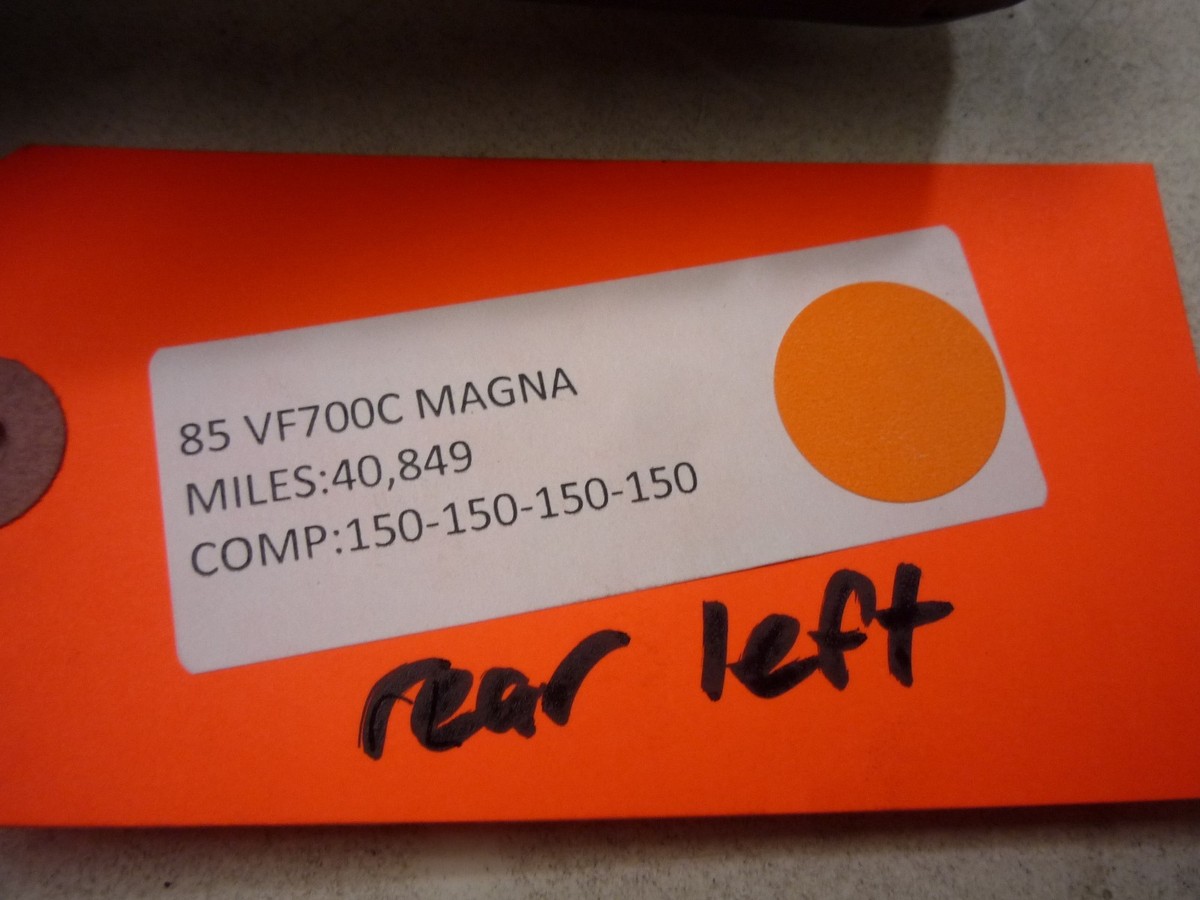 85 VF700C MAGNA
MILES:40,849
COMP:150-150-150-150
rear left